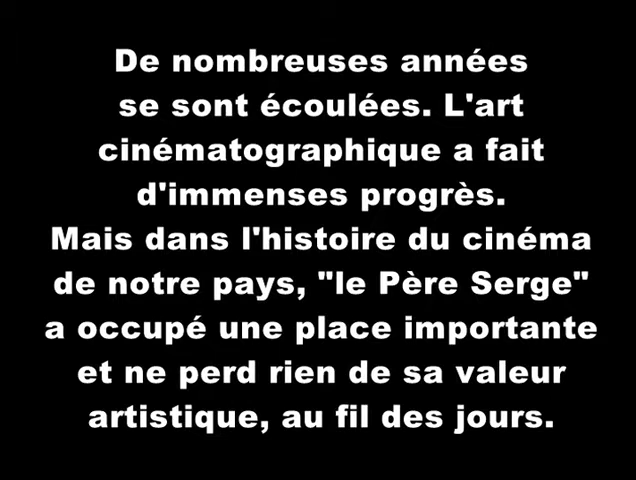 De nombreuses années
se sont écoulées. L'art
cinématographique a fait
d'immenses progrès.
Mais dans l'histoire du cinéma
de notre pays, "le Père Serge"
a occupé une place importante
et ne perd rien de sa valeur
artistique, au fil des jours.